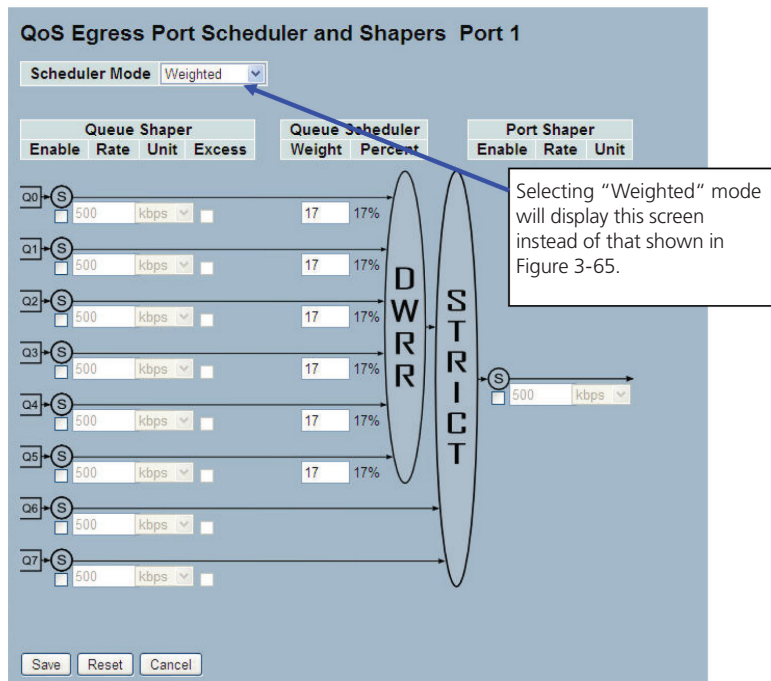 QoS Egress Port Scheduler and Shapers Port 1
Scheduler Mode Weighted
Queue Shaper Queue Scheduler Port Shaper
Enable Rate Unit Excess Weight Percent Enable Rate Unit
Selecting “Weighted“ mode
will display this screen
instead of that shown in
Figure 3-65.
Q0 S
500 kbps 17 17%
Q1 S
500 kbps 17 17%
Q2 S
500 kbps 17 17%
Q3 S
500 kbps 17 17%
Q4 S
500 kbps 17 17%
Q5 S
500 kbps 17 17%
Q6 S
500 kbps
Q7 S
500 kbps
DWRR
STRICT
S
500 kbps
Save Reset Cancel